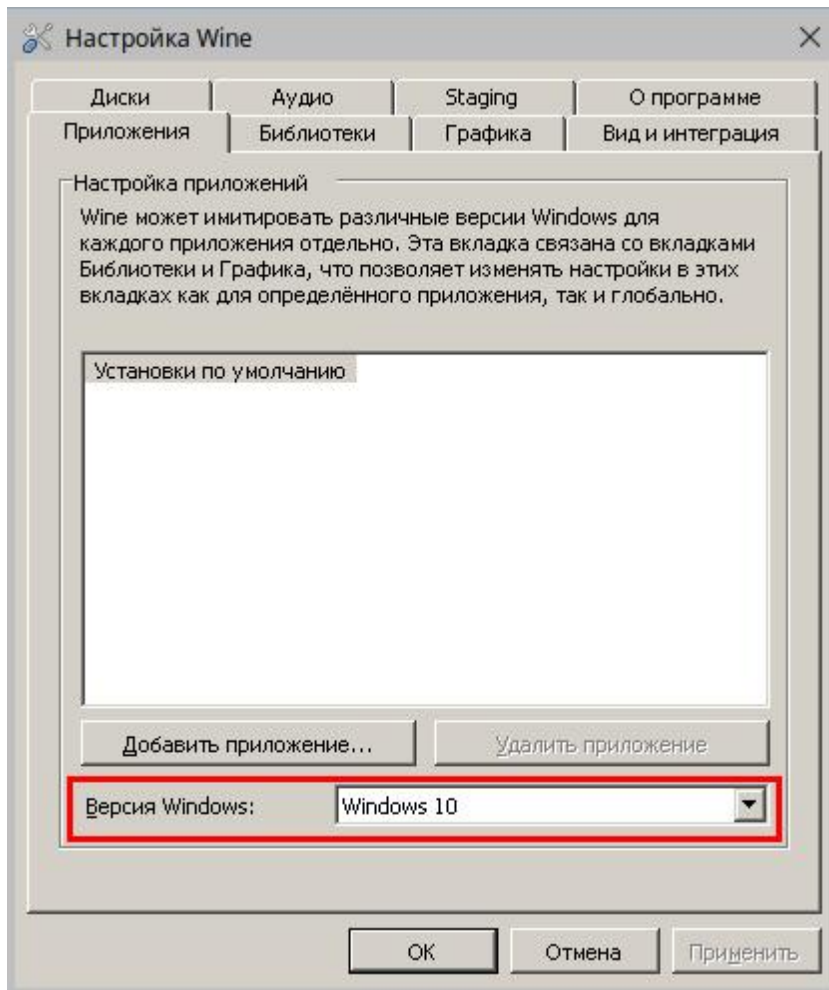 Настройка Wine
Диски Аудио Staging О программе
Приложения Библиотеки Графика Вид и интеграция
Настройка приложений
Wine может имитировать различные версии Windows для
каждого приложения отдельно. Эта вкладка связана со вкладками
Библиотеки и Графика, что позволяет изменять настройки в этих
вкладках как для определённого приложения, так и глобально.
Установки по умолчанию
Добавить приложение... Удалить приложение
Версия Windows: Windows 10
ОК Отмена Применить